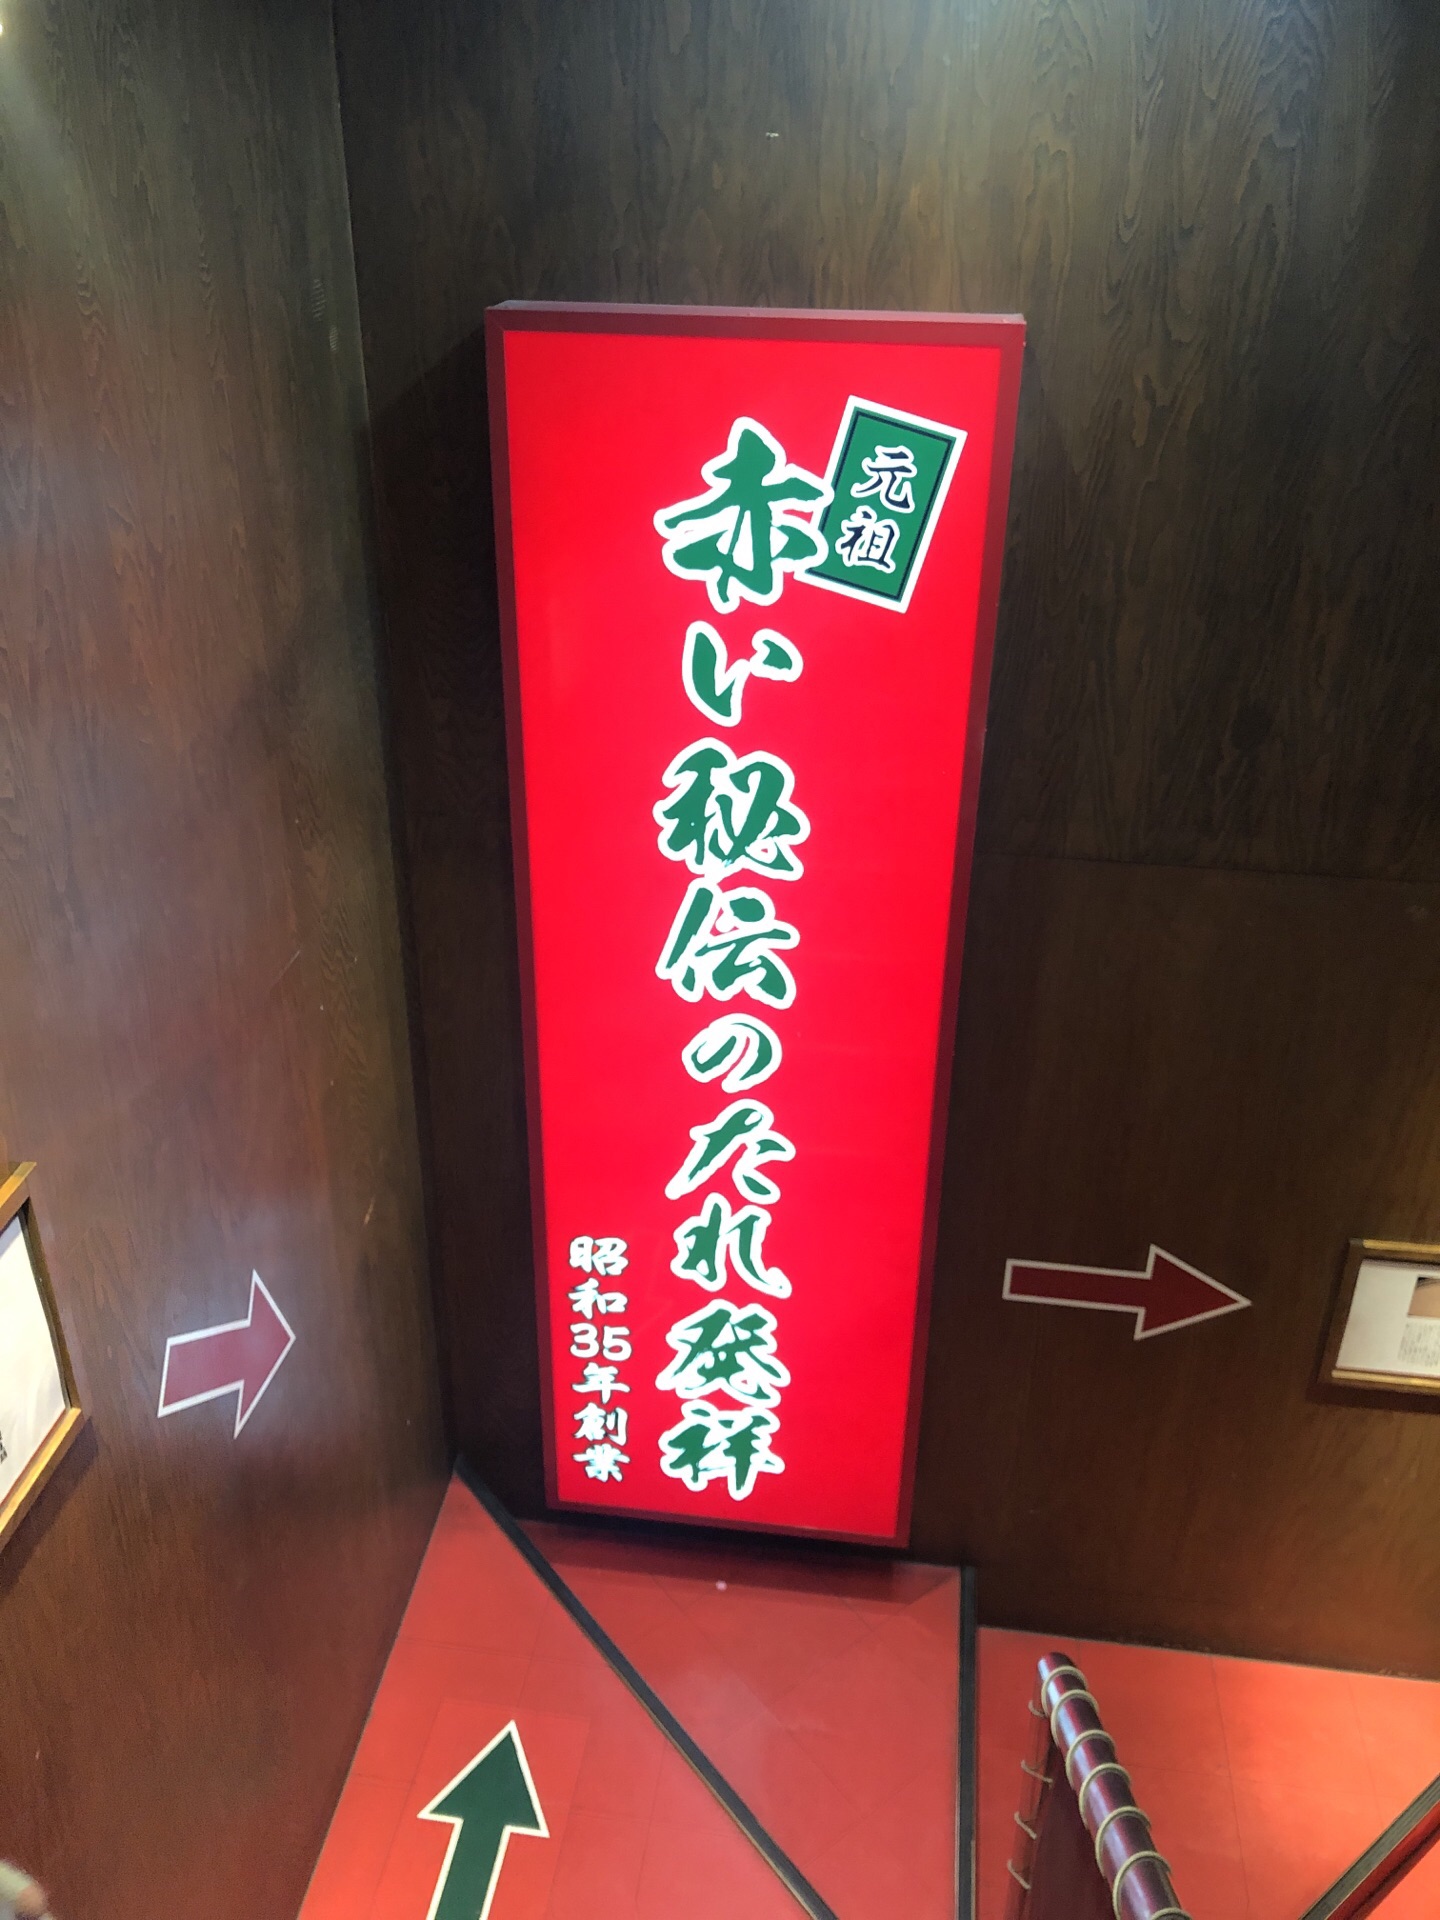 元祖
赤い秘伝のたれ発祥
昭和35年創業